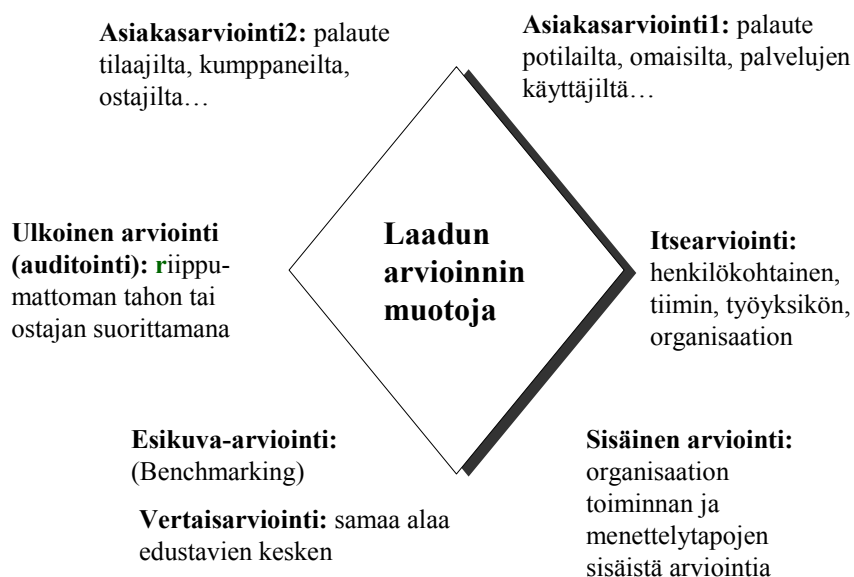 Asiakasarviointi2: palaute
tilaajilta, kumppaneilta,
ostajilta…
Asiakasarviointi1: palaute
potilailta, omaisilta, palvelujen
käyttäjiltä…
Ulkoinen arviointi
(auditointi): riippu-
mattoman tahon tai
ostajan suorittamana
Laadun
arvioinnin
muotoja
Itsearviointi:
henkilökohtainen,
tiimin, työyksikön,
organisaation
Esikuva-arviointi:
(Benchmarking)
Vertaisarviointi: samaa alaa
edustavien kesken
Sisäinen arviointi:
organisaation
toiminnan ja
menettelytapojen
sisäistä arviointia